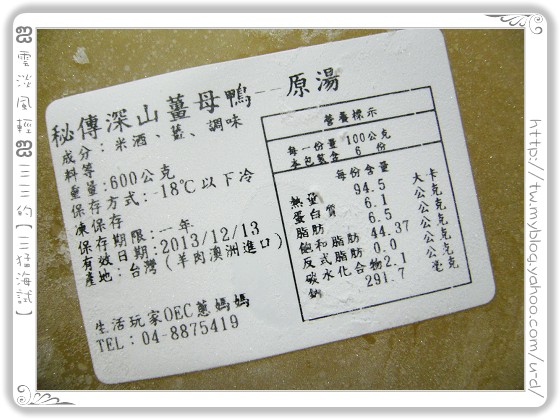 秘傳深山薑母鴨--原湯
成分：米酒、薑、調味
料等
重量：600公克
保存方式：-18℃以下冷
凍保存
保存期限：一年
有效日期：2013/12/13
產地：台灣（羊肉澳洲進口）
生活玩家OEC蔥媽媽
TEL：04-8875419
營養標示
每一份量 100公克
本包裝含 6 份
每份含量
熱量 94.5 大卡
蛋白質 6.1 公克
脂肪 6.5 公克
飽和脂肪 44.37 公克
反式脂肪 0.0 公克
碳水化合物2.1 公克
鈉 291.7 毫克
雲淡風輕 三三約【三猛海試】
http://tw.myblog.yahoo.com/u-d/